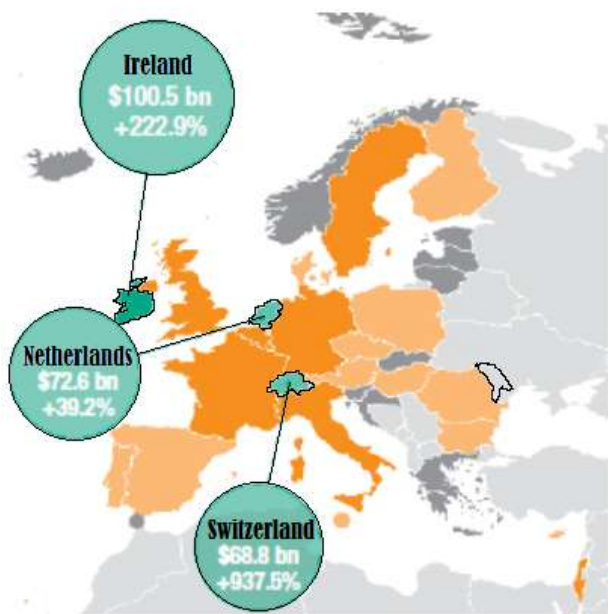 Ireland
$100.5 bn
+222.9%
Netherlands
$72.6 bn
+39.2%
Switzerland
$68.8 bn
+937.5%